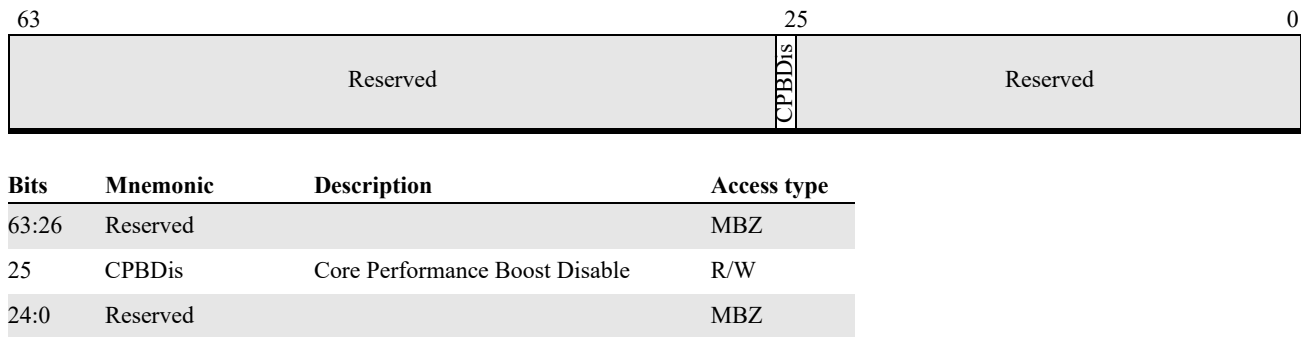 63 25 0
Reserved CPBDis Reserved
Bits Mnemonic Description Access type
63:26 Reserved MBZ
25 CPBDis Core Performance Boost Disable R/W
24:0 Reserved MBZ